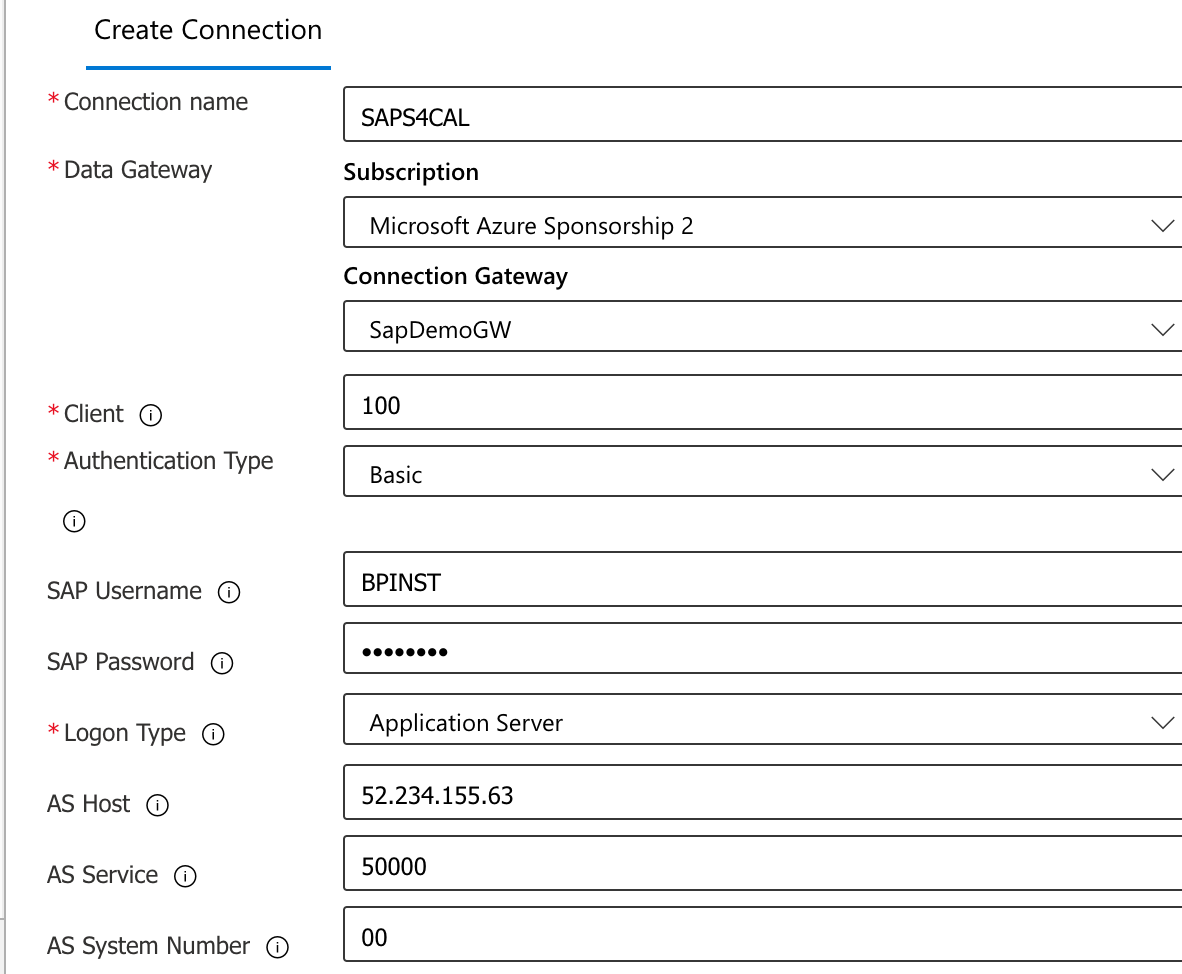 Create Connection
* Connection name
SAPS4CAL
* Data Gateway
Subscription
Microsoft Azure Sponsorship 2
Connection Gateway
SapDemoGW
* Client
100
* Authentication Type
Basic
SAP Username
BPINST
SAP Password
••••••••
* Logon Type
Application Server
AS Host
52.234.155.63
AS Service
50000
AS System Number
00